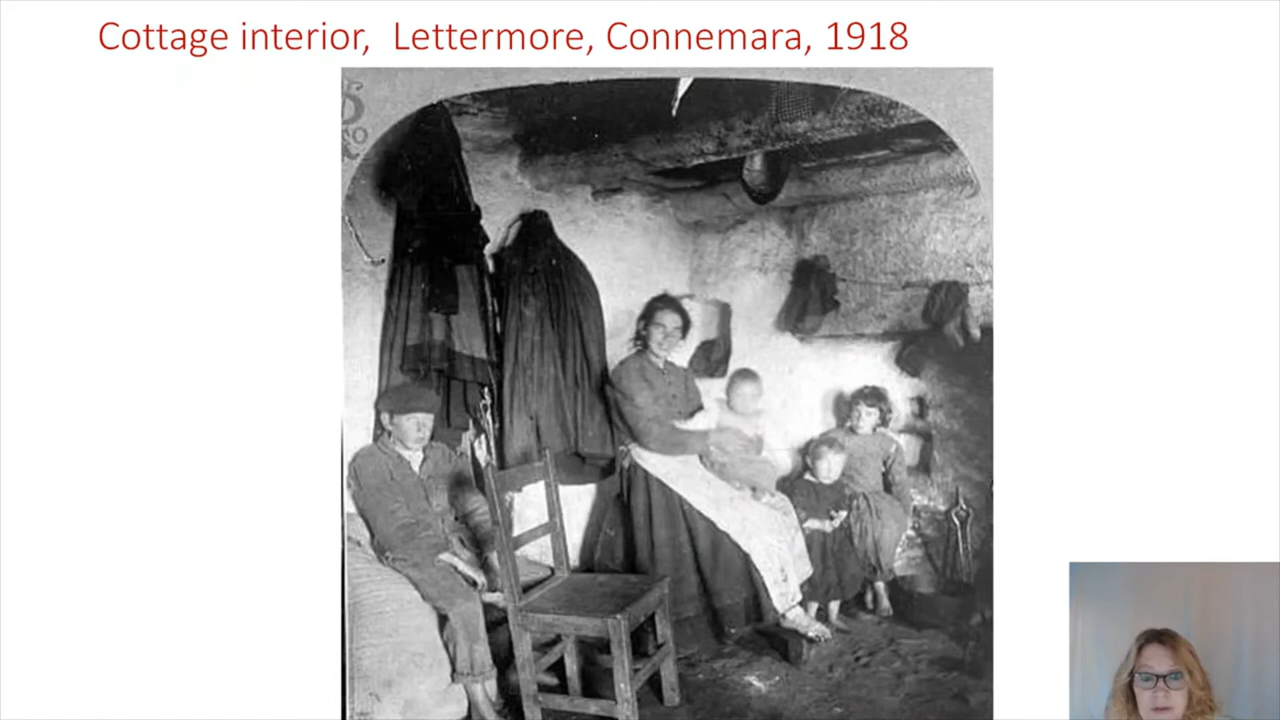 Cottage interior, Lettermore, Connemara, 1918